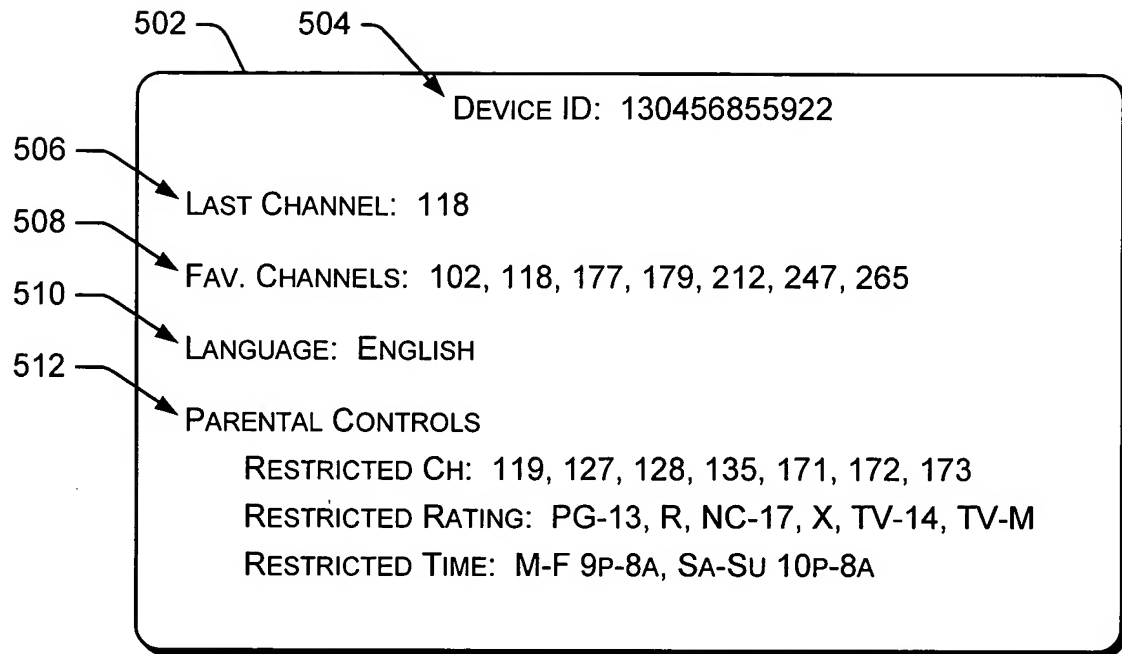 502 504
DEVICE ID: 130456855922
506
LAST CHANNEL: 118
508
FAV. CHANNELS: 102, 118, 177, 179, 212, 247, 265
510
LANGUAGE: ENGLISH
512
PARENTAL CONTROLS
RESTRICTED CH: 119, 127, 128, 135, 171, 172, 173
RESTRICTED RATING: PG-13, R, NC-17, X, TV-14, TV-M
RESTRICTED TIME: M-F 9P-8A, SA-SU 10P-8A